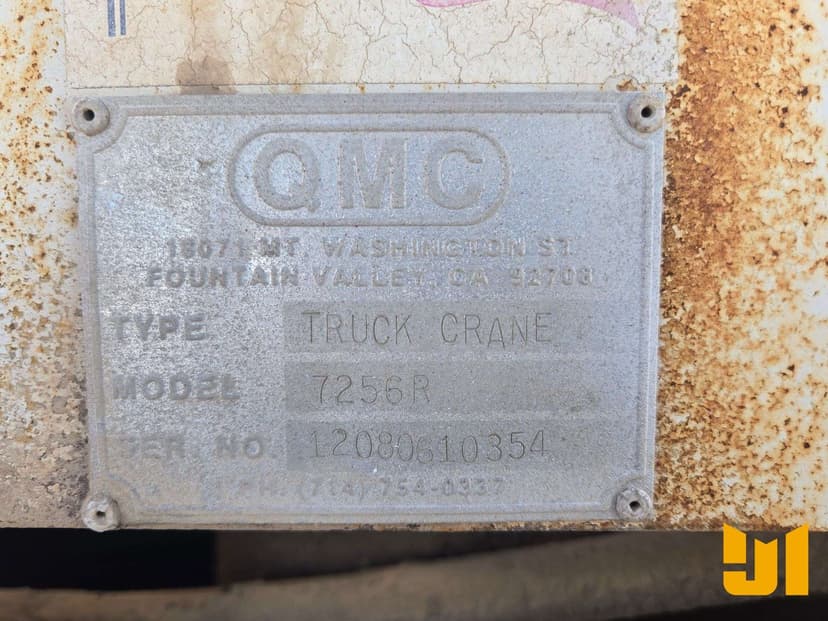 QMC
16071 MT. WASHINGTON ST.
FOUNTAIN VALLEY, CA 92708
TYPE TRUCK CRANE
MODEL 7256R
SER. NO. 12080610354
PH. (714) 754-0337